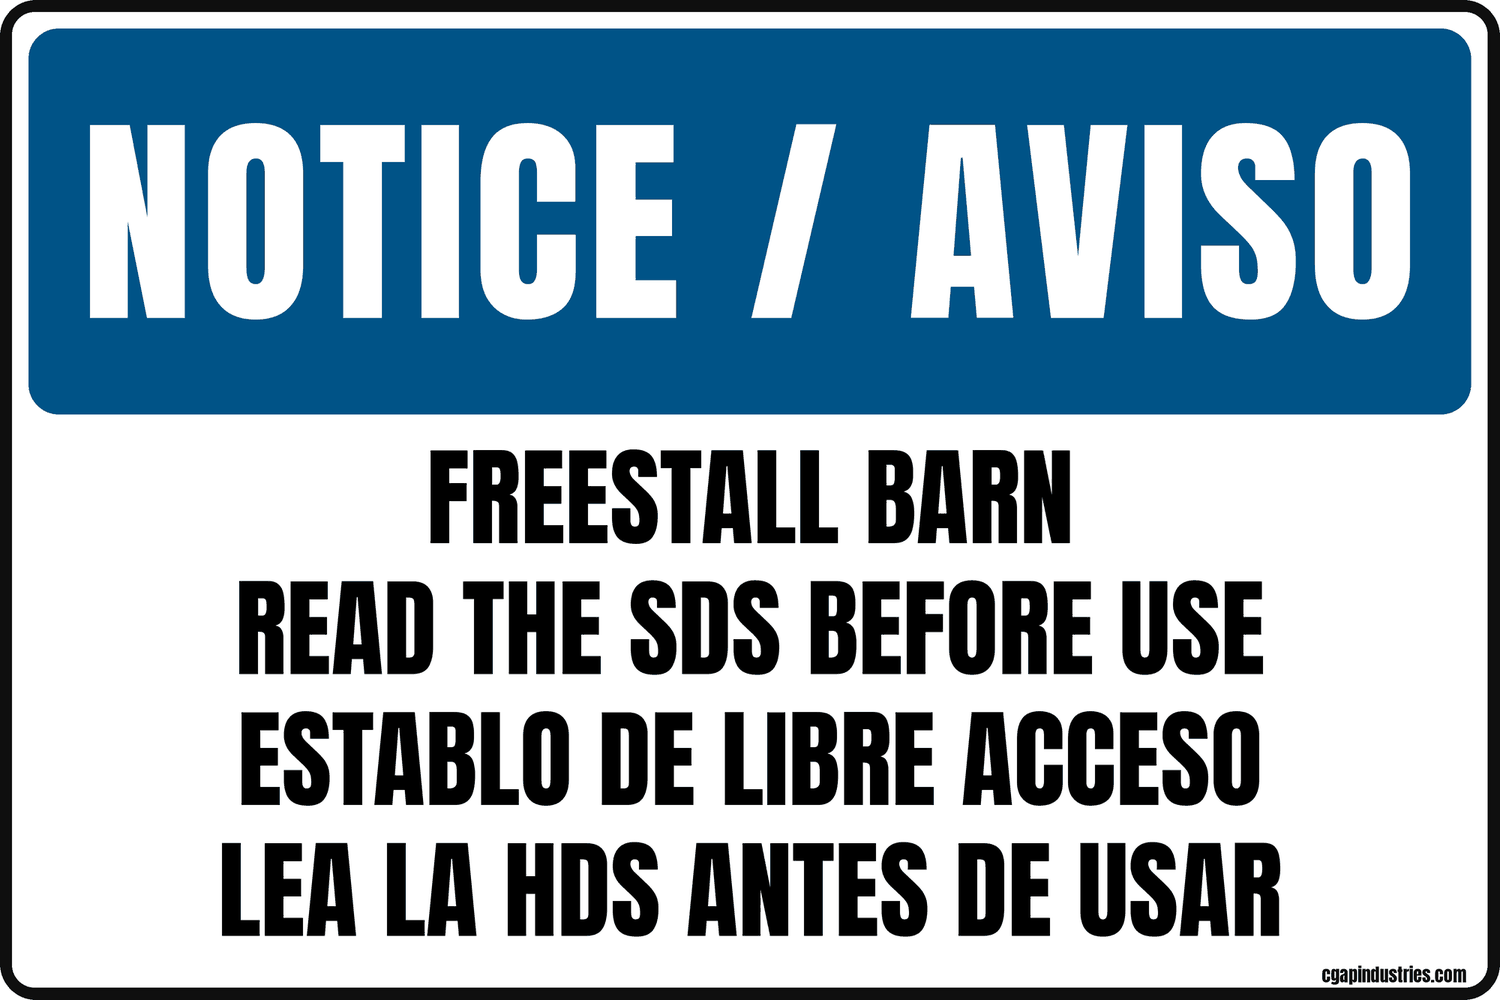 NOTICE / AVISO
FREESTALL BARN
READ THE SDS BEFORE USE
ESTABLO DE LIBRE ACCESO
LEA LA HDS ANTES DE USAR
cgapindustries.com